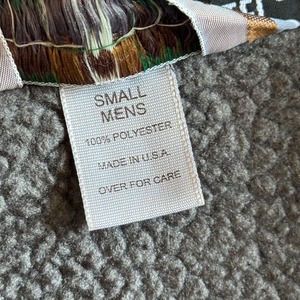 SMALL
MENS
100% POLYESTER
MADE IN U.S.A.
OVER FOR CARE